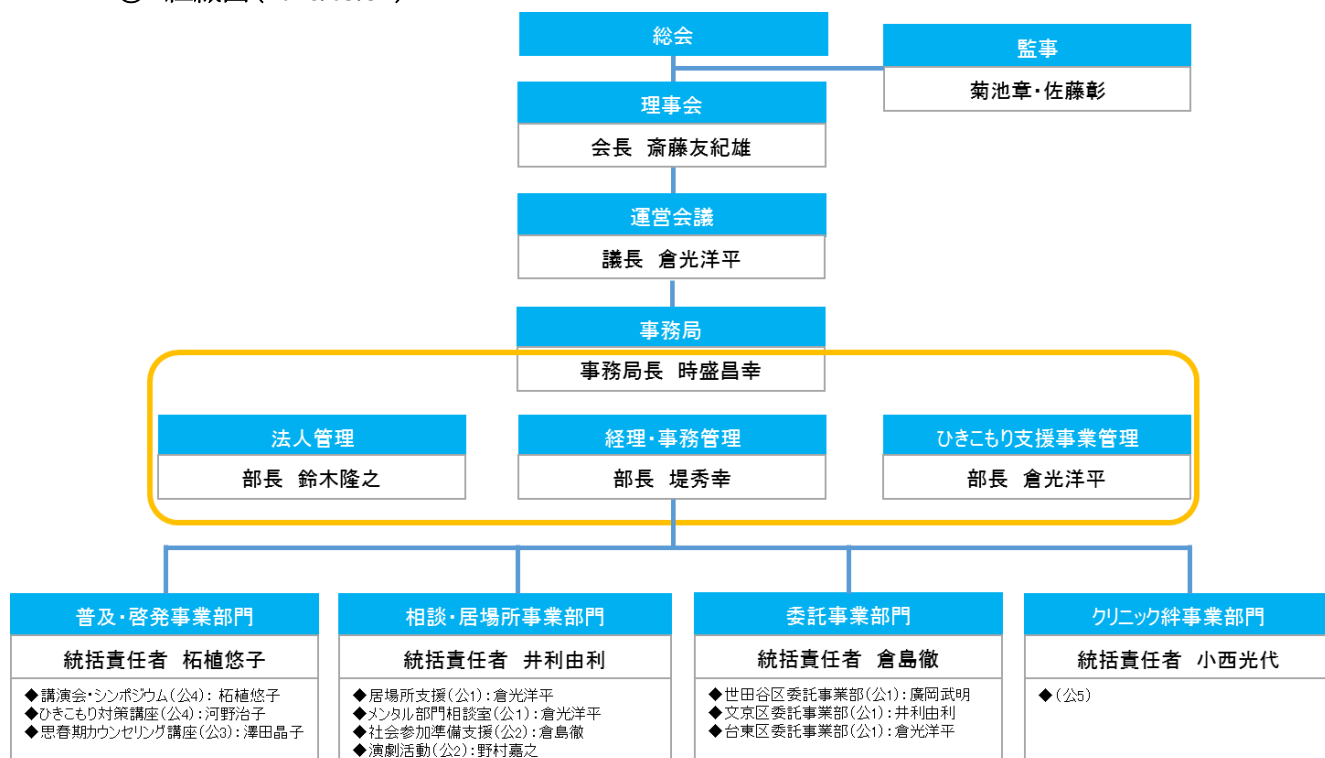 総会
監事
菊池章・佐藤彰
理事会
会長 斎藤友紀雄
運営会議
議長 倉光洋平
事務局
事務局長 時盛昌幸
法人管理
部長 鈴木隆之
経理・事務管理
部長 堤秀幸
ひきこもり支援事業管理
部長 倉光洋平
普及・啓発事業部門
統括責任者 柘植悠子
◆講演会・シンポジウム(公4):柘植悠子
◆ひきこもり対策講座(公4):河野治子
◆思春期カウンセリング講座(公3):澤田晶子
相談・居場所事業部門
統括責任者 井利由利
◆居場所支援(公1):倉光洋平
◆メンタル部門相談室(公1):倉光洋平
◆社会参加準備支援(公2):倉島徹
◆演劇活動(公2):野村嘉之
委託事業部門
統括責任者 倉島徹
◆世田谷区委託事業部(公1):廣岡武明
◆文京区委託事業部(公1):井利由利
◆台東区委託事業部(公1):倉光洋平
クリニック絆事業部門
統括責任者 小西光代
◆(公5)